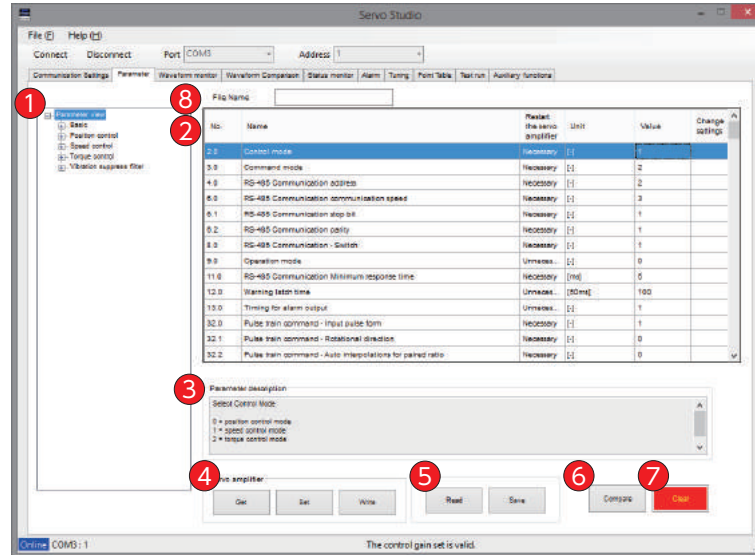 Servo Studio
File (F) Help (H)
Connect Disconnect Port COM3 Address 1
Communication Settings Parameter Waveform monitor Waveform Comparison Status monitor Alarm Tuning Point Table Test run Auxiliary functions
1
8 File Name
Parameter view
Basic
Position control
Speed control
Torque control
Vibration suppress filter
2 No. Name Restart the servo amplifier Unit Value Change settings
2.0 Control mode Necessary [-] 1
3.0 Command mode Necessary [-] 2
4.0 RS-485 Communication address Necessary [-] 2
6.0 RS-485 Communication communication speed Necessary [-] 3
6.1 RS-485 Communication stop bit Necessary [-] 1
6.2 RS-485 Communication parity Necessary [-] 1
8.0 RS-485 Communication - Switch Necessary [-] 1
9.0 Operation mode Unneces... [-] 0
11.0 RS-485 Communication Minimum response time Necessary [ms] 5
12.0 Warning latch time Unneces... [50ms] 100
13.0 Timing for alarm output Unneces... [-] 1
32.0 Pulse train command - Input pulse form Necessary [-] 1
32.1 Pulse train command - Rotational direction Necessary [-] 0
32.2 Pulse train command - Auto interpolations for paired ratio Necessary [-] 0
3 Parameter description
Select Control Mode
0 = position control mode
1 = speed control mode
2 = torque control mode
4 Servo amplifier
Get Set Write
5 Read Save
6 Compare
7 Clear
Online COM3 : 1 The control gain set is valid.